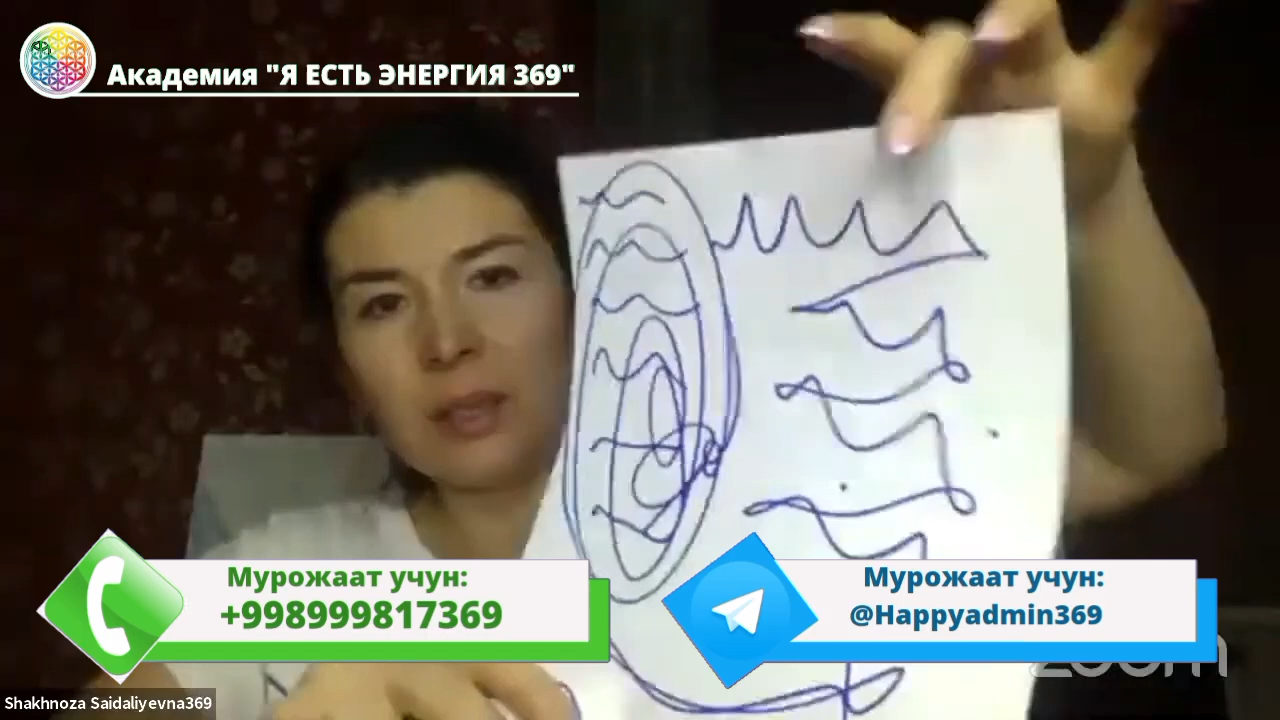 Академия "Я ЕСТЬ ЭНЕРГИЯ 369"
Мурожаат учун:
+998999817369
Мурожаат учун:
@Happyadmin369
zoom
Shakhnoza Saidaliyevna369